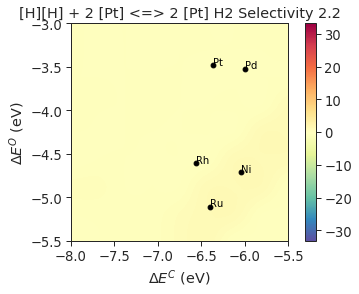 [H][H] + 2 [Pt] <=> 2 [Pt] H2 Selectivity 2.2
−3.0
−3.5
−4.0
−4.5
−5.0
−5.5
ΔE^O (eV)
Pt
Pd
Rh
Ni
Ru
−8.0 −7.5 −7.0 −6.5 −6.0 −5.5
ΔE^C (eV)
30
20
10
0
−10
−20
−30